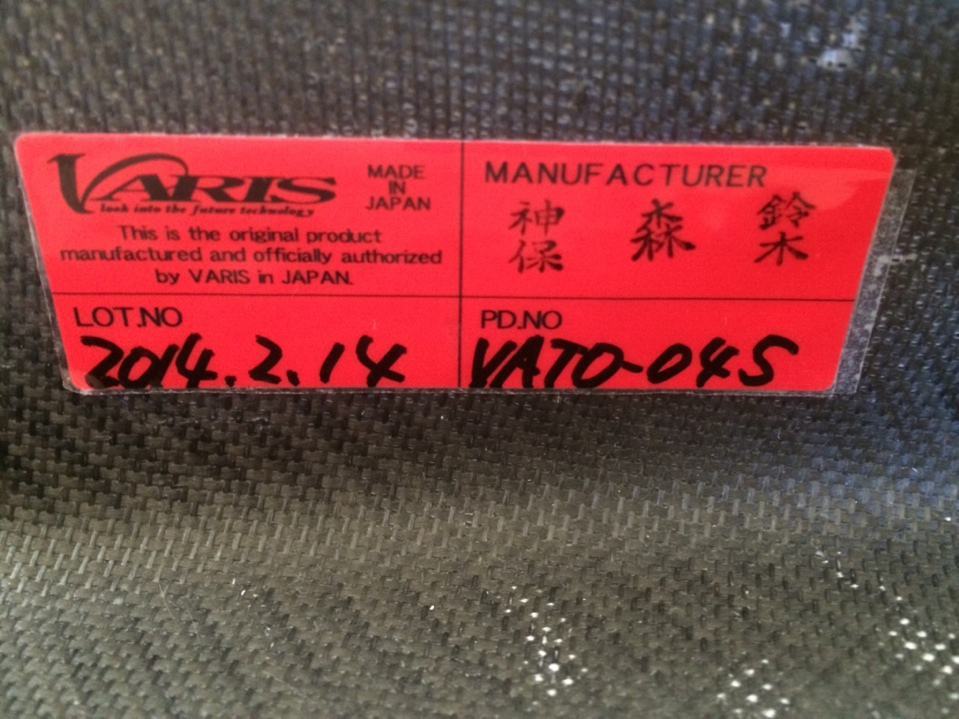 VARIS
look into the future technology
MADE
IN
JAPAN
This is the original product
manufactured and officially authorized
by VARIS in JAPAN.
MANUFACTURER
神保 森 鈴木
LOT.NO
2014.2.14
PD.NO
VATO-04S